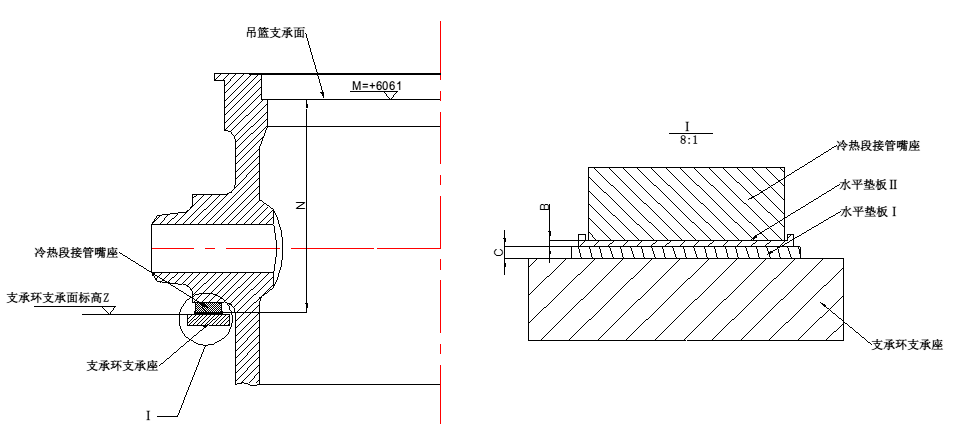 吊篮支承面
M=+6061
N
冷热段接管嘴座
支承环支承面标高Z
支承环支承座
I
I
8:1
冷热段接管嘴座
水平垫板Ⅱ
水平垫板Ⅰ
B
C
支承环支承座